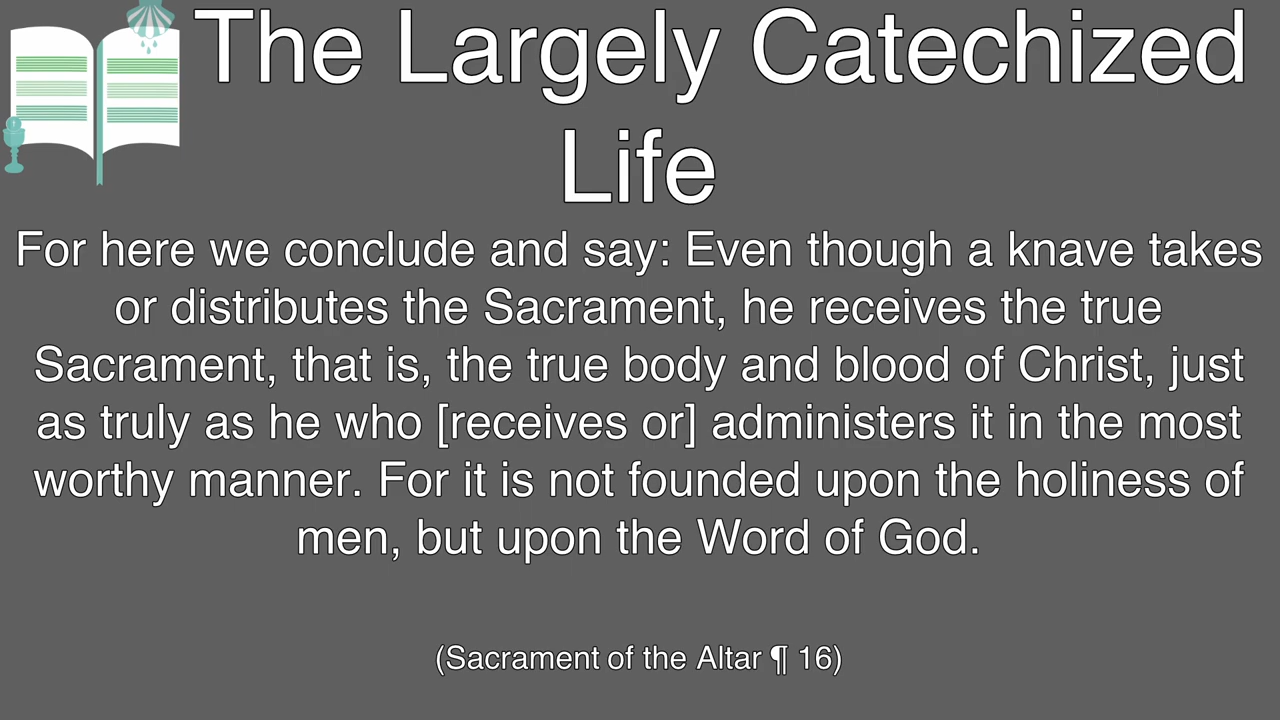 The Largely Catechized
Life
For here we conclude and say: Even though a knave takes
or distributes the Sacrament, he receives the true
Sacrament, that is, the true body and blood of Christ, just
as truly as he who [receives or] administers it in the most
worthy manner. For it is not founded upon the holiness of
men, but upon the Word of God.
(Sacrament of the Altar ¶ 16)